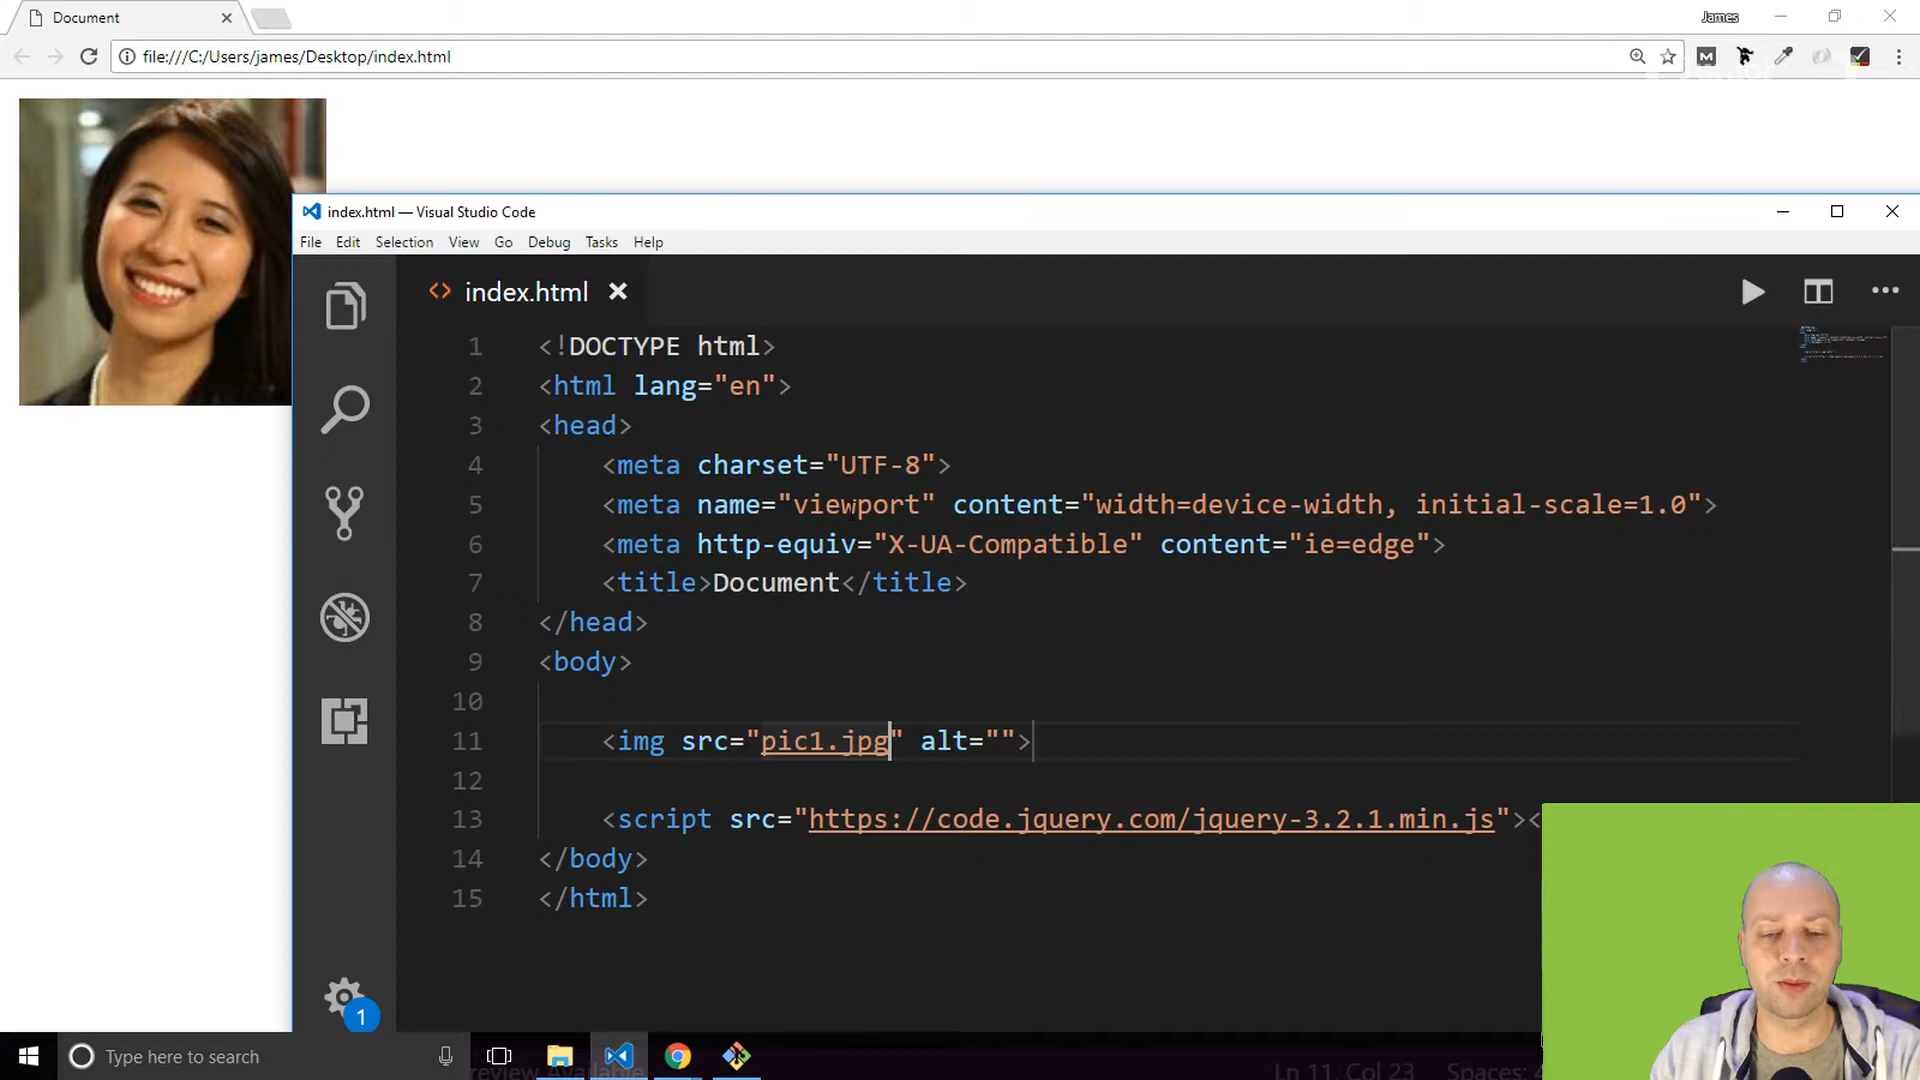 Document
James
file:///C:/Users/james/Desktop/index.html
M
index.html — Visual Studio Code
File Edit Selection View Go Debug Tasks Help
<> index.html
1 <!DOCTYPE html>
2 <html lang="en">
3 <head>
4 <meta charset="UTF-8">
5 <meta name="viewport" content="width=device-width, initial-scale=1.0">
6 <meta http-equiv="X-UA-Compatible" content="ie=edge">
7 <title>Document</title>
8 </head>
9 <body>
10
11 <img src="pic1.jpg" alt="">
12
13 <script src="https://code.jquery.com/jquery-3.2.1.min.js"><
14 </body>
15 </html>
1
Type here to search
Ln 11, Col 23 Spaces: